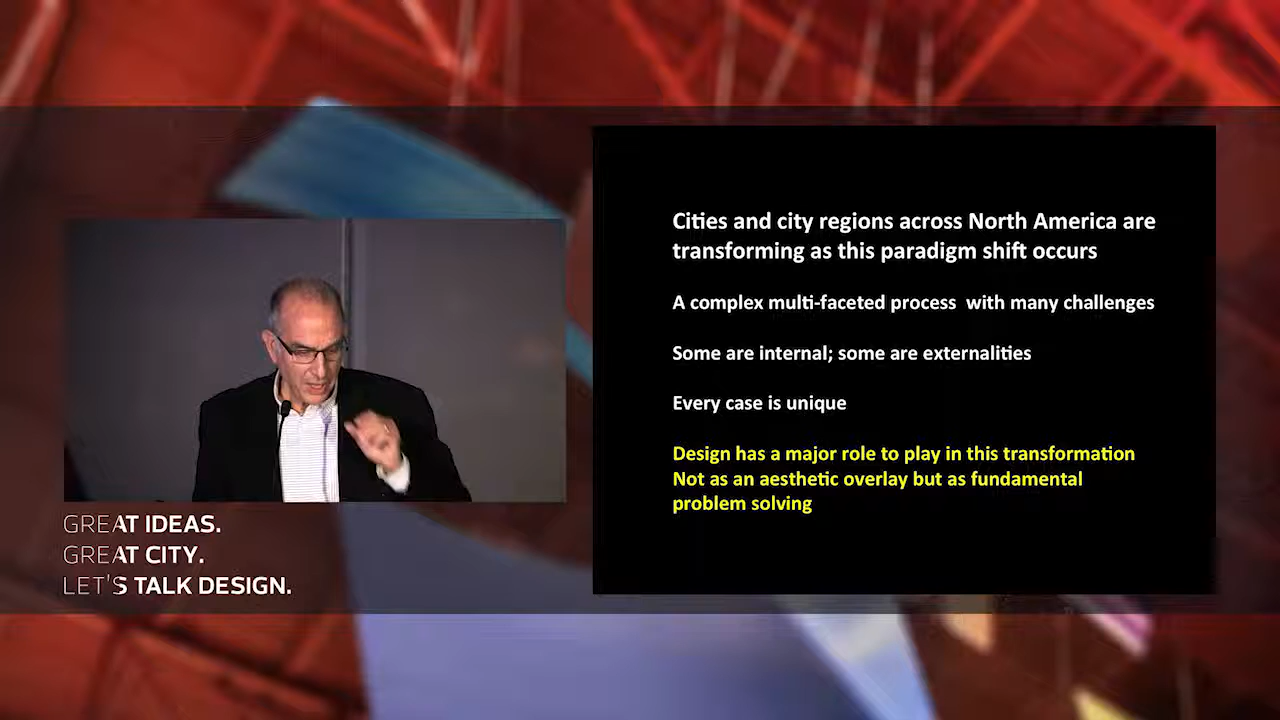 Cities and city regions across North America are
transforming as this paradigm shift occurs
A complex multi-faceted process  with many challenges
Some are internal; some are externalities
Every case is unique
Design has a major role to play in this transformation
Not as an aesthetic overlay but as fundamental
problem solving
GREAT IDEAS.
GREAT CITY.
LET'S TALK DESIGN.